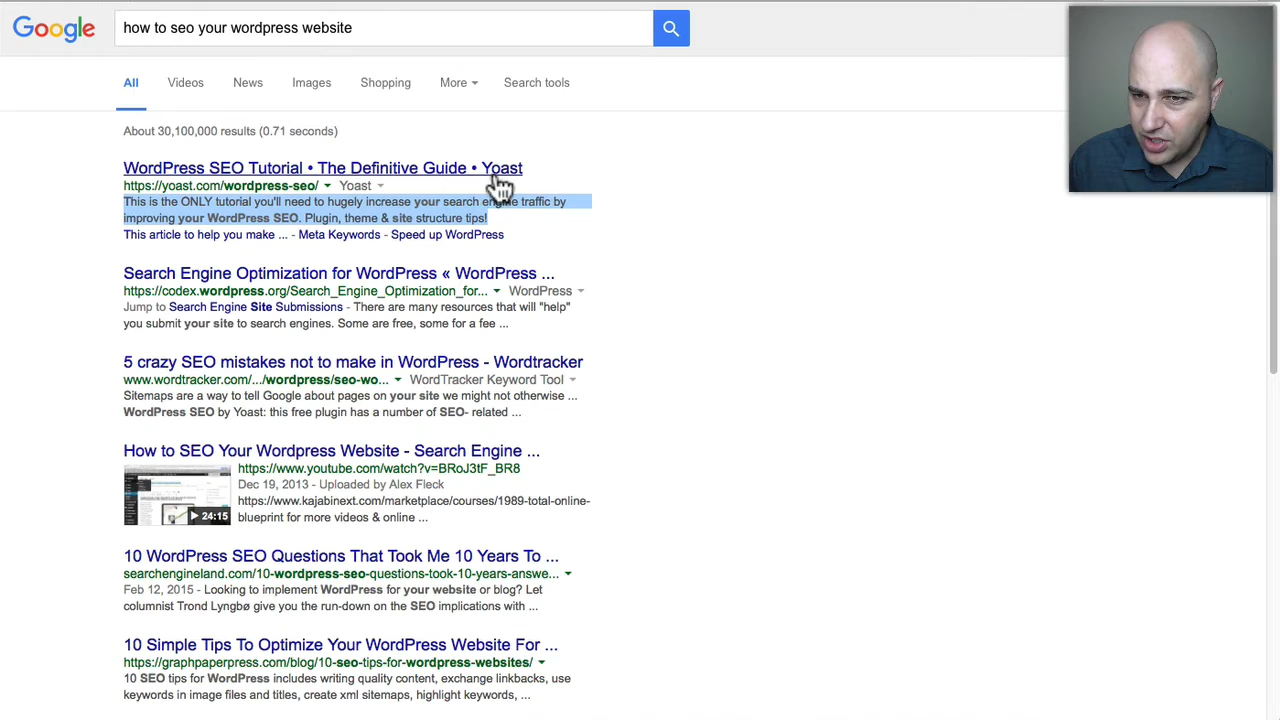 Google
how to seo your wordpress website
All Videos News Images Shopping More Search tools
About 30,100,000 results (0.71 seconds)
WordPress SEO Tutorial • The Definitive Guide • Yoast
https://yoast.com/wordpress-seo/ Yoast
This is the ONLY tutorial you'll need to hugely increase your search engine traffic by
improving your WordPress SEO. Plugin, theme & site structure tips!
This article to help you make ... - Meta Keywords - Speed up WordPress
Search Engine Optimization for WordPress « WordPress ...
https://codex.wordpress.org/Search_Engine_Optimization_for... WordPress
Jump to Search Engine Site Submissions - There are many resources that will "help"
you submit your site to search engines. Some are free, some for a fee ...
5 crazy SEO mistakes not to make in WordPress - Wordtracker
www.wordtracker.com/.../wordpress/seo-wo... WordTracker Keyword Tool
Sitemaps are a way to tell Google about pages on your site we might not otherwise ...
WordPress SEO by Yoast: this free plugin has a number of SEO- related ...
How to SEO Your Wordpress Website - Search Engine ...
https://www.youtube.com/watch?v=BRoJ3tF_BR8
Dec 19, 2013 - Uploaded by Alex Fleck
https://www.kajabinext.com/marketplace/courses/1989-total-online-
blueprint for more videos & online ...
24:15
10 WordPress SEO Questions That Took Me 10 Years To ...
searchengineland.com/10-wordpress-seo-questions-took-10-years-answe...
Feb 12, 2015 - Looking to implement WordPress for your website or blog? Let
columnist Trond Lyngbø give you the run-down on the SEO implications with ...
10 Simple Tips To Optimize Your WordPress Website For ...
https://graphpaperpress.com/blog/10-seo-tips-for-wordpress-websites/
10 SEO tips for WordPress includes writing quality content, exchange linkbacks, use
keywords in image files and titles, create xml sitemaps, highlight keywords, ...